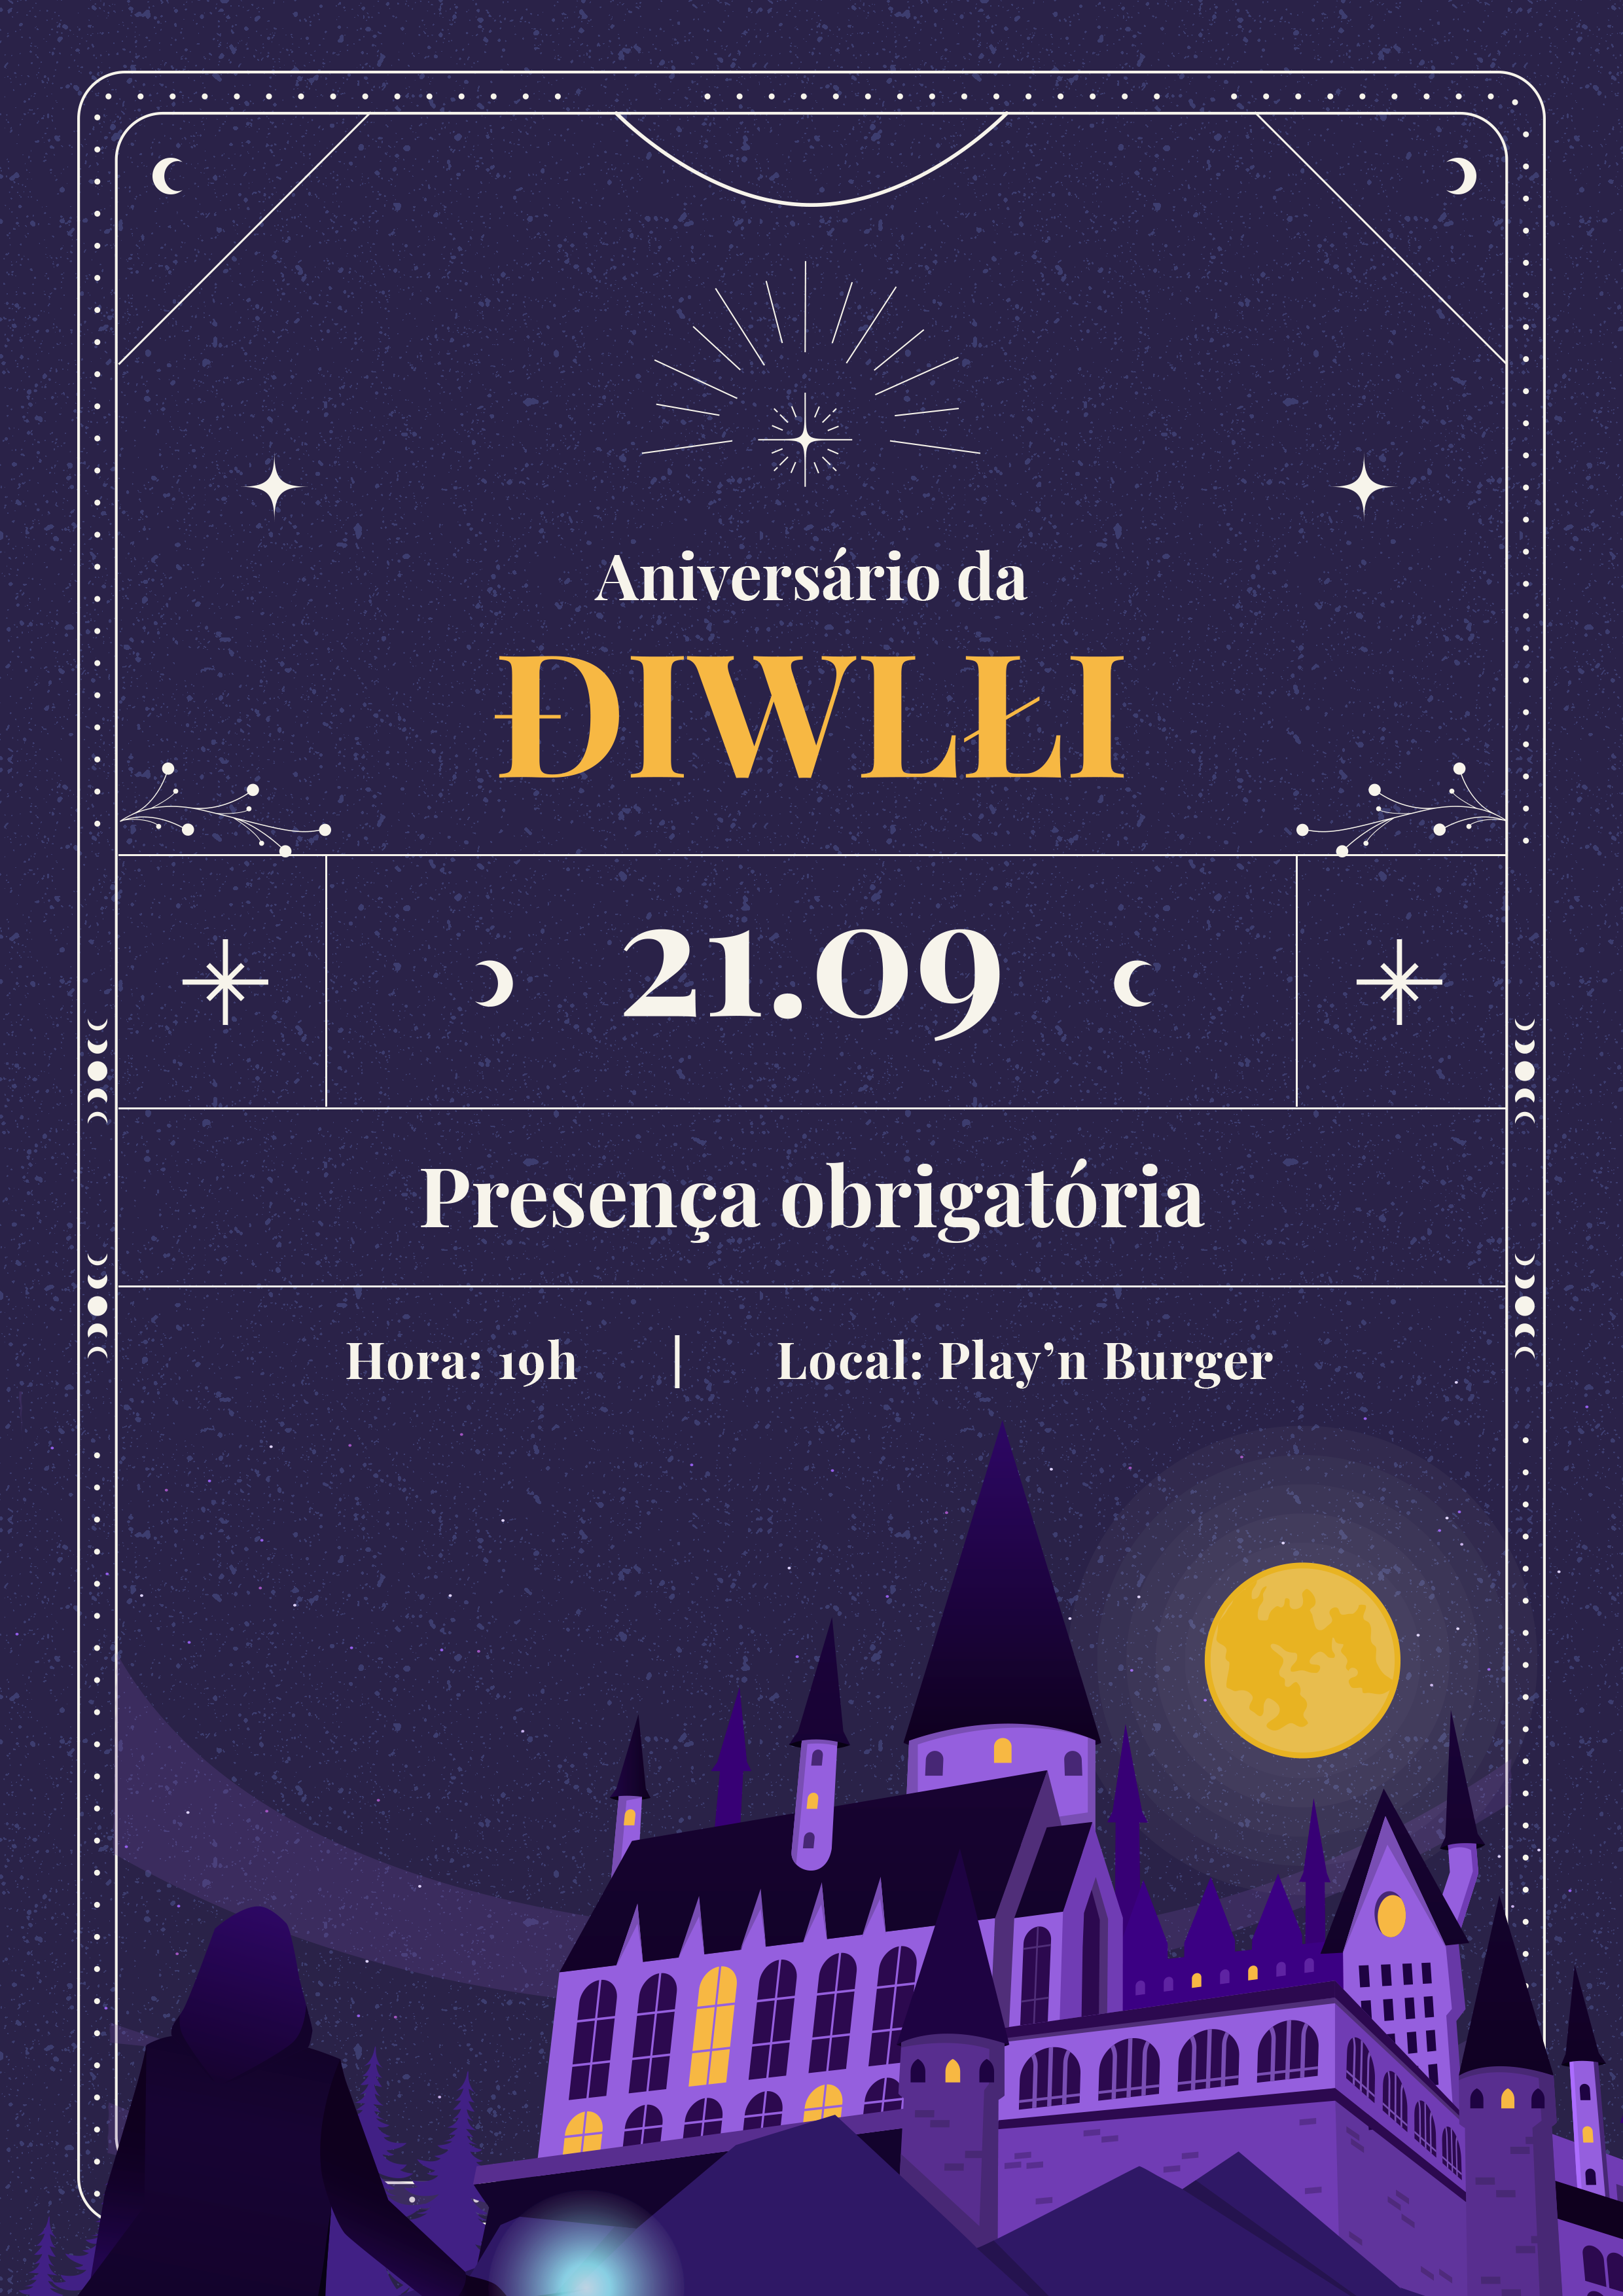 Aniversário da
ĐIWLŁI
21.09
Presença obrigatória
Hora: 19h | Local: Play’n Burger